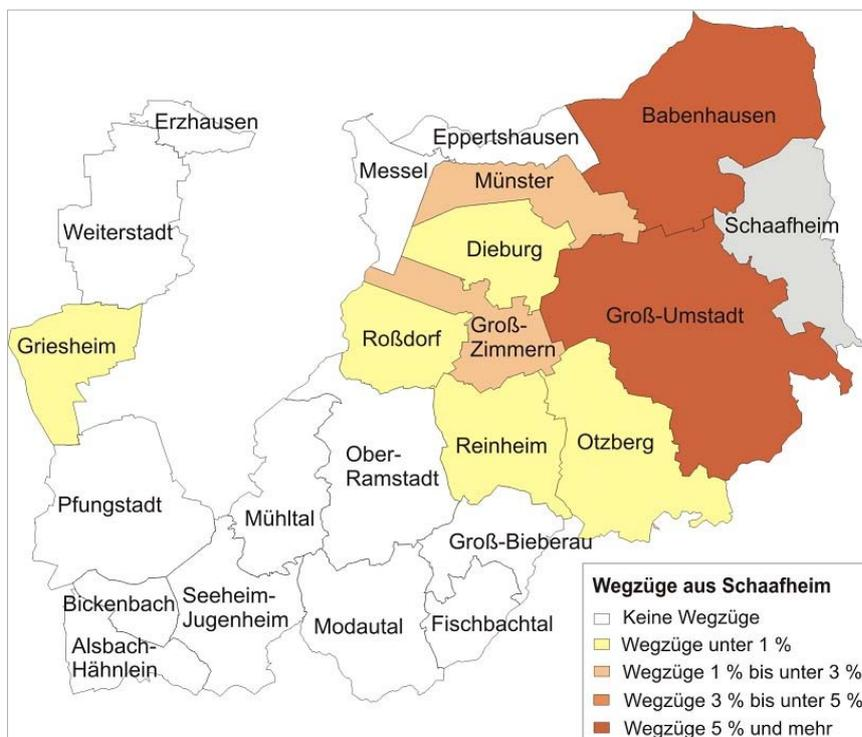 Erzhausen
Eppertshausen
Babenhausen
Messel
Münster
Weiterstadt
Schaafheim
Dieburg
Groß-Umstadt
Griesheim
Roßdorf
Groß-
Zimmern
Reinheim
Otzberg
Ober-
Ramstadt
Pfungstadt
Mühltal
Groß-Bieberau
Bickenbach
Seeheim-
Jugenheim
Alsbach-
Hähnlein
Modautal
Fischbachtal
Wegzüge aus Schaafheim
Keine Wegzüge
Wegzüge unter 1 %
Wegzüge 1 % bis unter 3 %
Wegzüge 3 % bis unter 5 %
Wegzüge 5 % und mehr